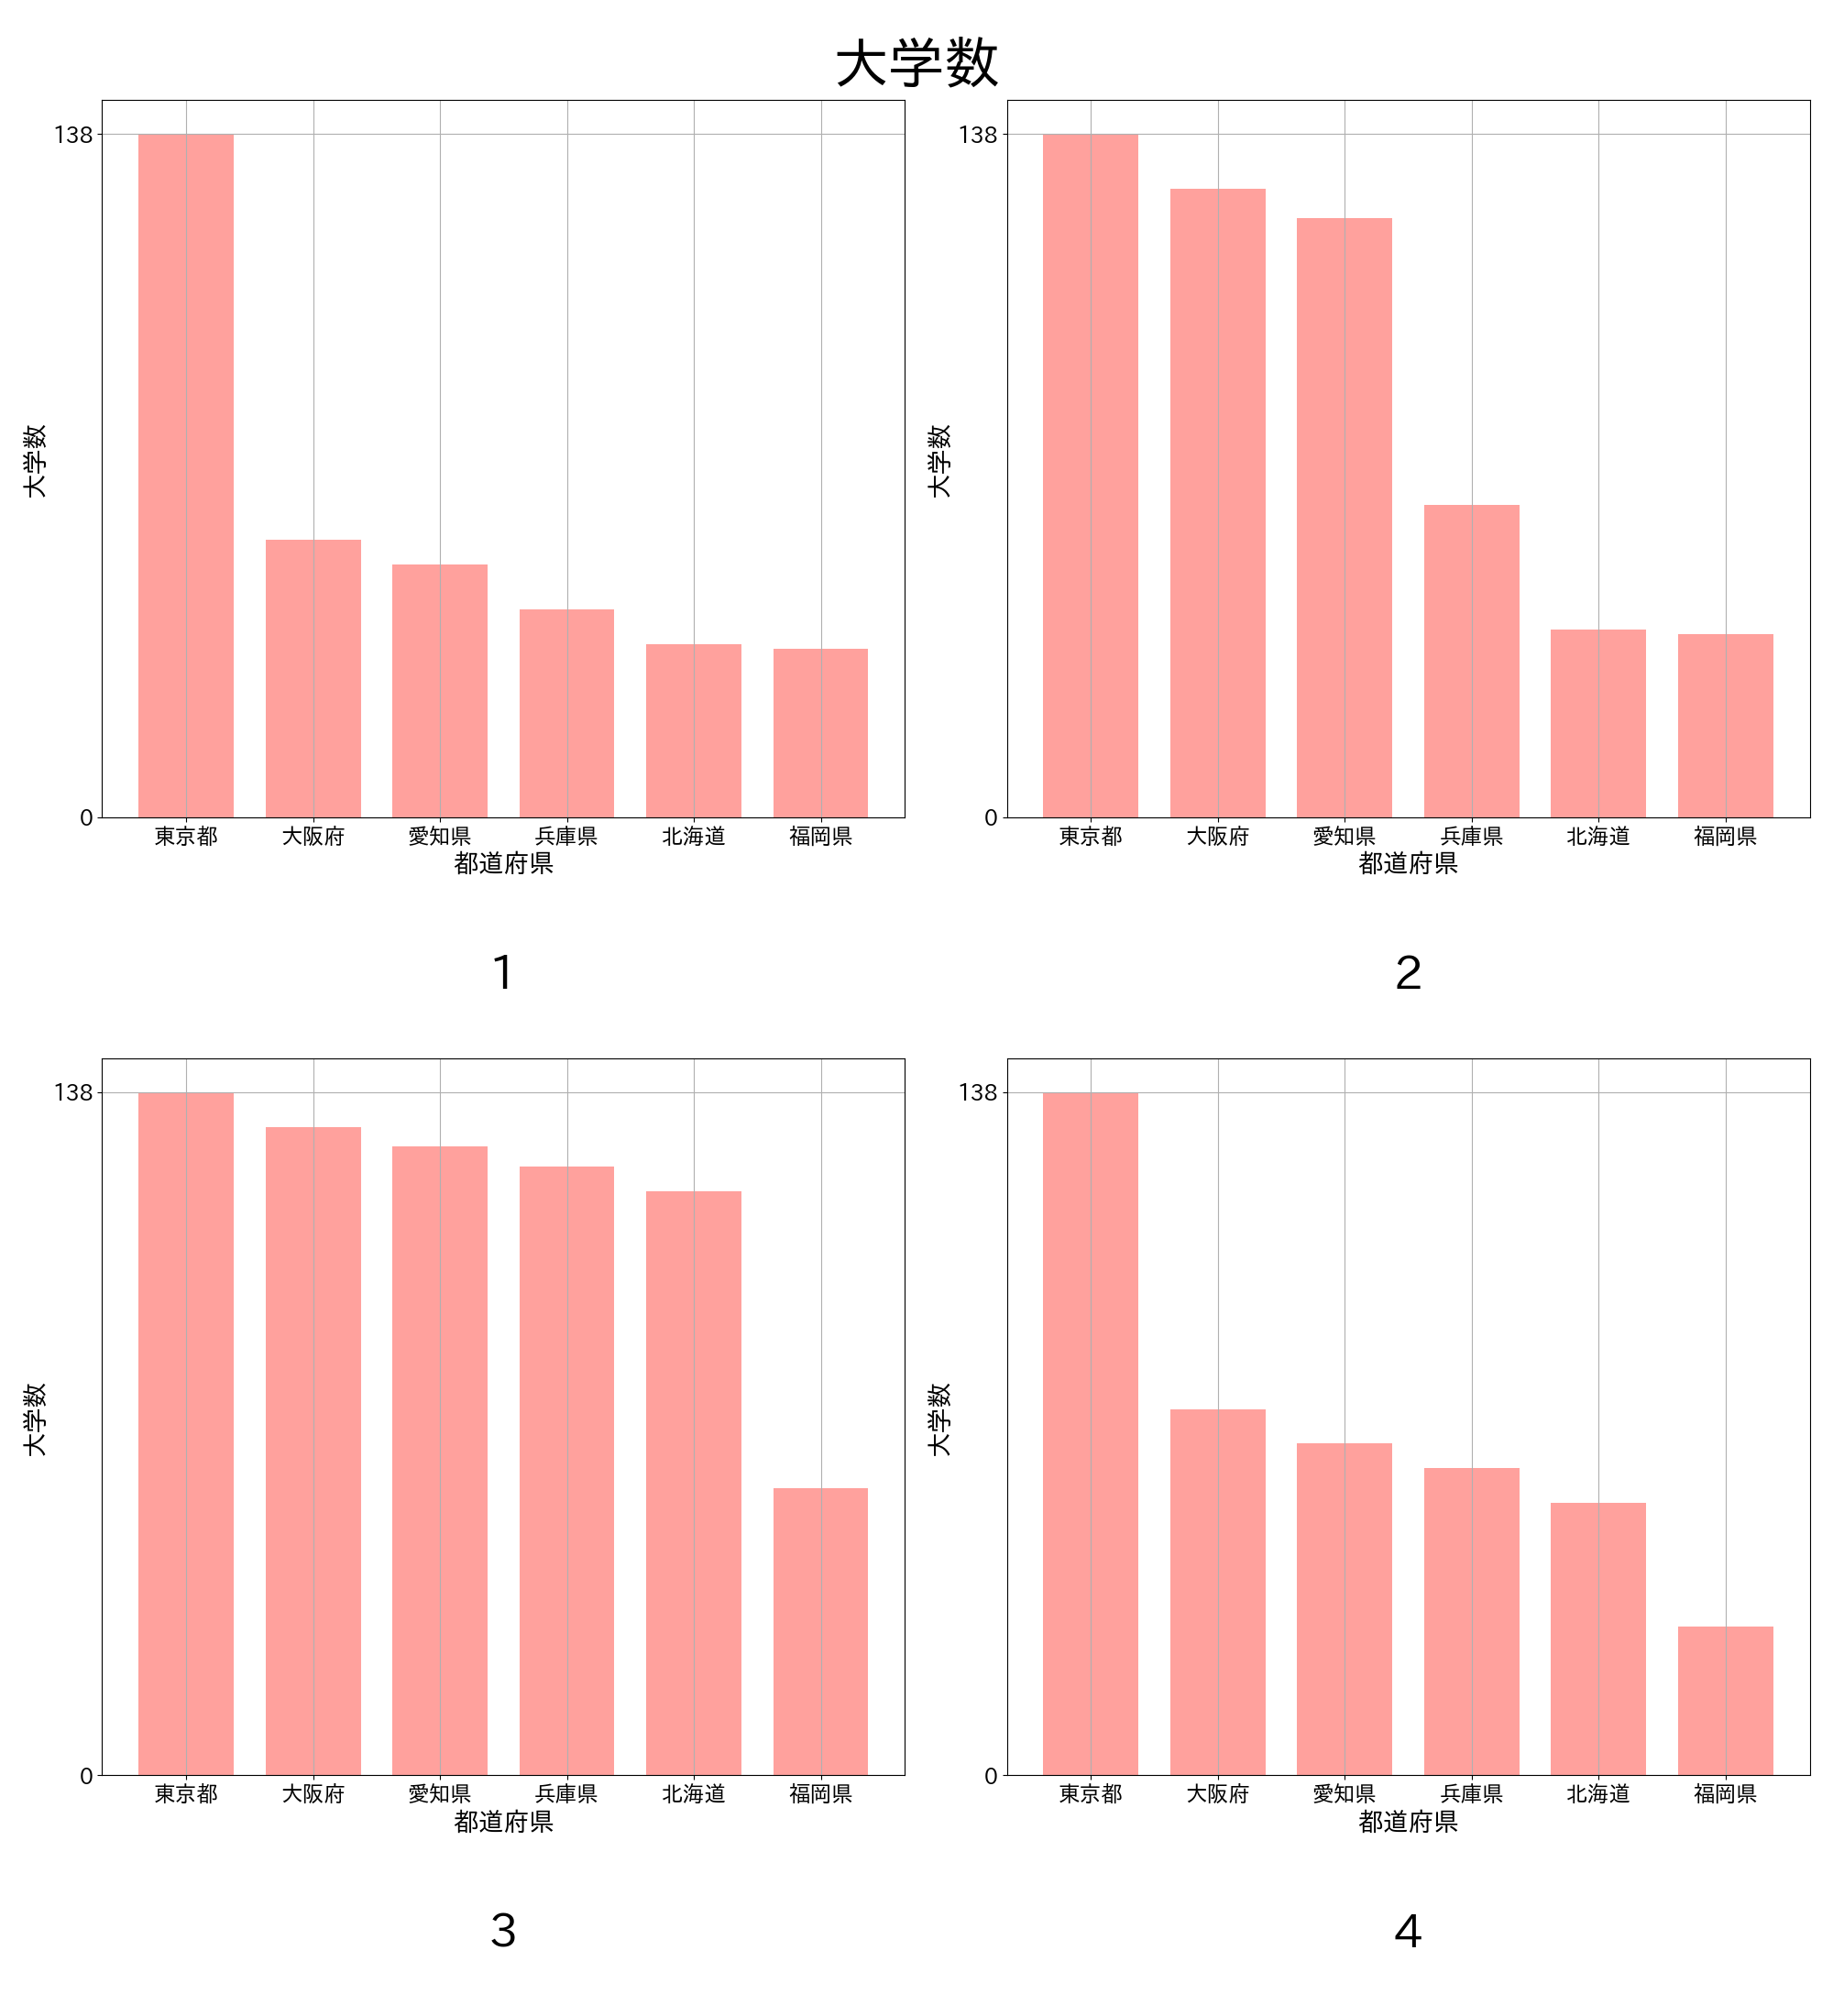 大学数
138
0
大学数
東京都 大阪府 愛知県 兵庫県 北海道 福岡県
都道府県
1
138
0
大学数
東京都 大阪府 愛知県 兵庫県 北海道 福岡県
都道府県
2
138
0
大学数
東京都 大阪府 愛知県 兵庫県 北海道 福岡県
都道府県
3
138
0
大学数
東京都 大阪府 愛知県 兵庫県 北海道 福岡県
都道府県
4